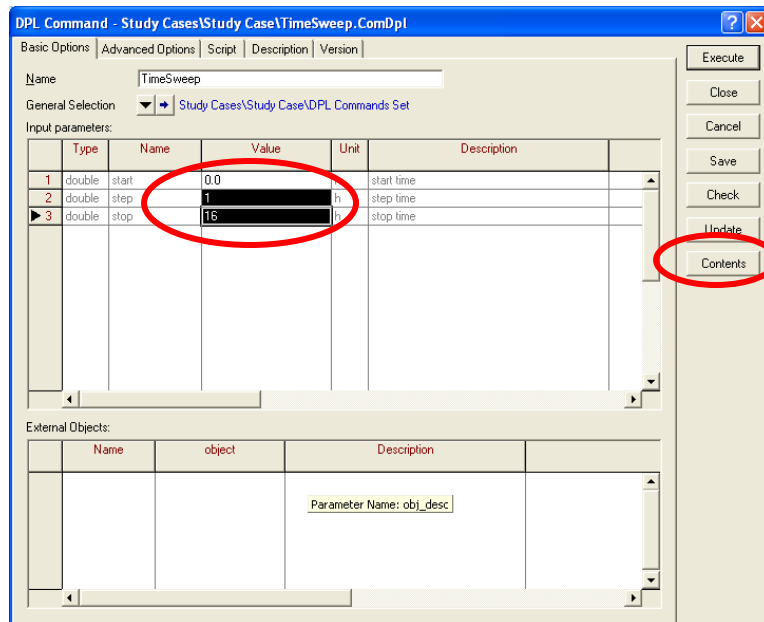 DPL Command - Study Cases\Study Case\TimeSweep.ComDpl
Basic Options Advanced Options Script Description Version
Execute
Name TimeSweep
Close
General Selection Study Cases\Study Case\DPL Commands Set
Input parameters:
Cancel
Type Name Value Unit Description
Save
1 double start 0.0 start time
2 double step 1 h step time
Check
3 double stop 16 h stop time
Update
Contents
External Objects:
Name object Description
Parameter Name: obj_desc